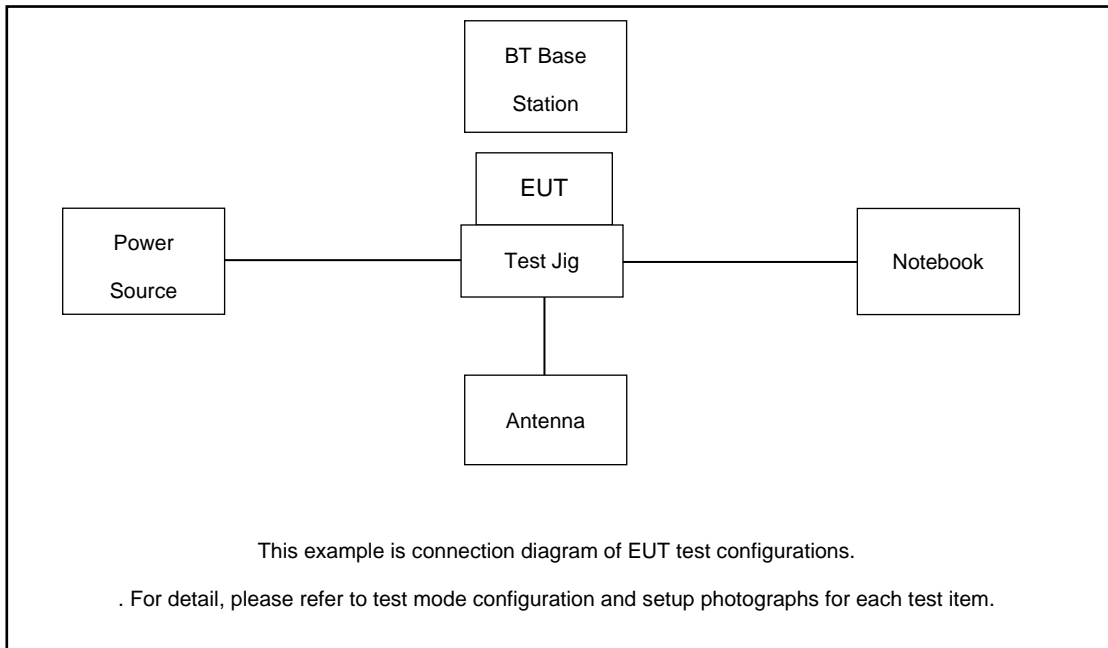 BT Base
Station
EUT
Power
Source
Test Jig
Notebook
Antenna
This example is connection diagram of EUT test configurations.
. For detail, please refer to test mode configuration and setup photographs for each test item.